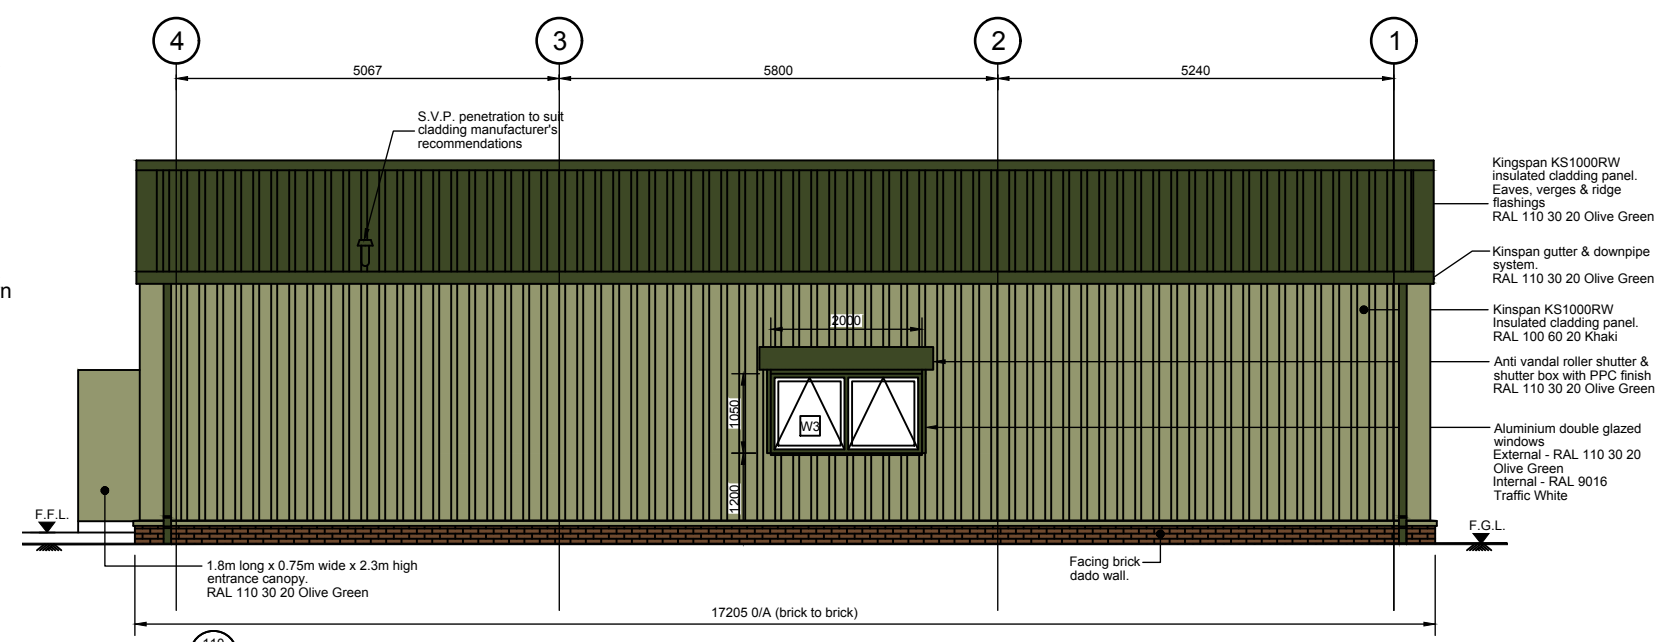 4
3
2
1
5067
5800
5240
S.V.P. penetration to suit
cladding manufacturer's
recommendations
Kingspan KS1000RW
insulated cladding panel.
Eaves, verges & ridge
flashings
RAL 110 30 20 Olive Green
Kinspan gutter & downpipe
system.
RAL 110 30 20 Olive Green
n
Kinspan KS1000RW
Insulated cladding panel.
RAL 100 60 20 Khaki
2000
Anti vandal roller shutter &
shutter box with PPC finish
RAL 110 30 20 Olive Green
1050
W3
Aluminium double glazed
windows
External - RAL 110 30 20
Olive Green
Internal - RAL 9016
Traffic White
1200
F.F.L.
F.G.L.
1.8m long x 0.75m wide x 2.3m high
entrance canopy.
RAL 110 30 20 Olive Green
Facing brick
dado wall.
17205 0/A (brick to brick)